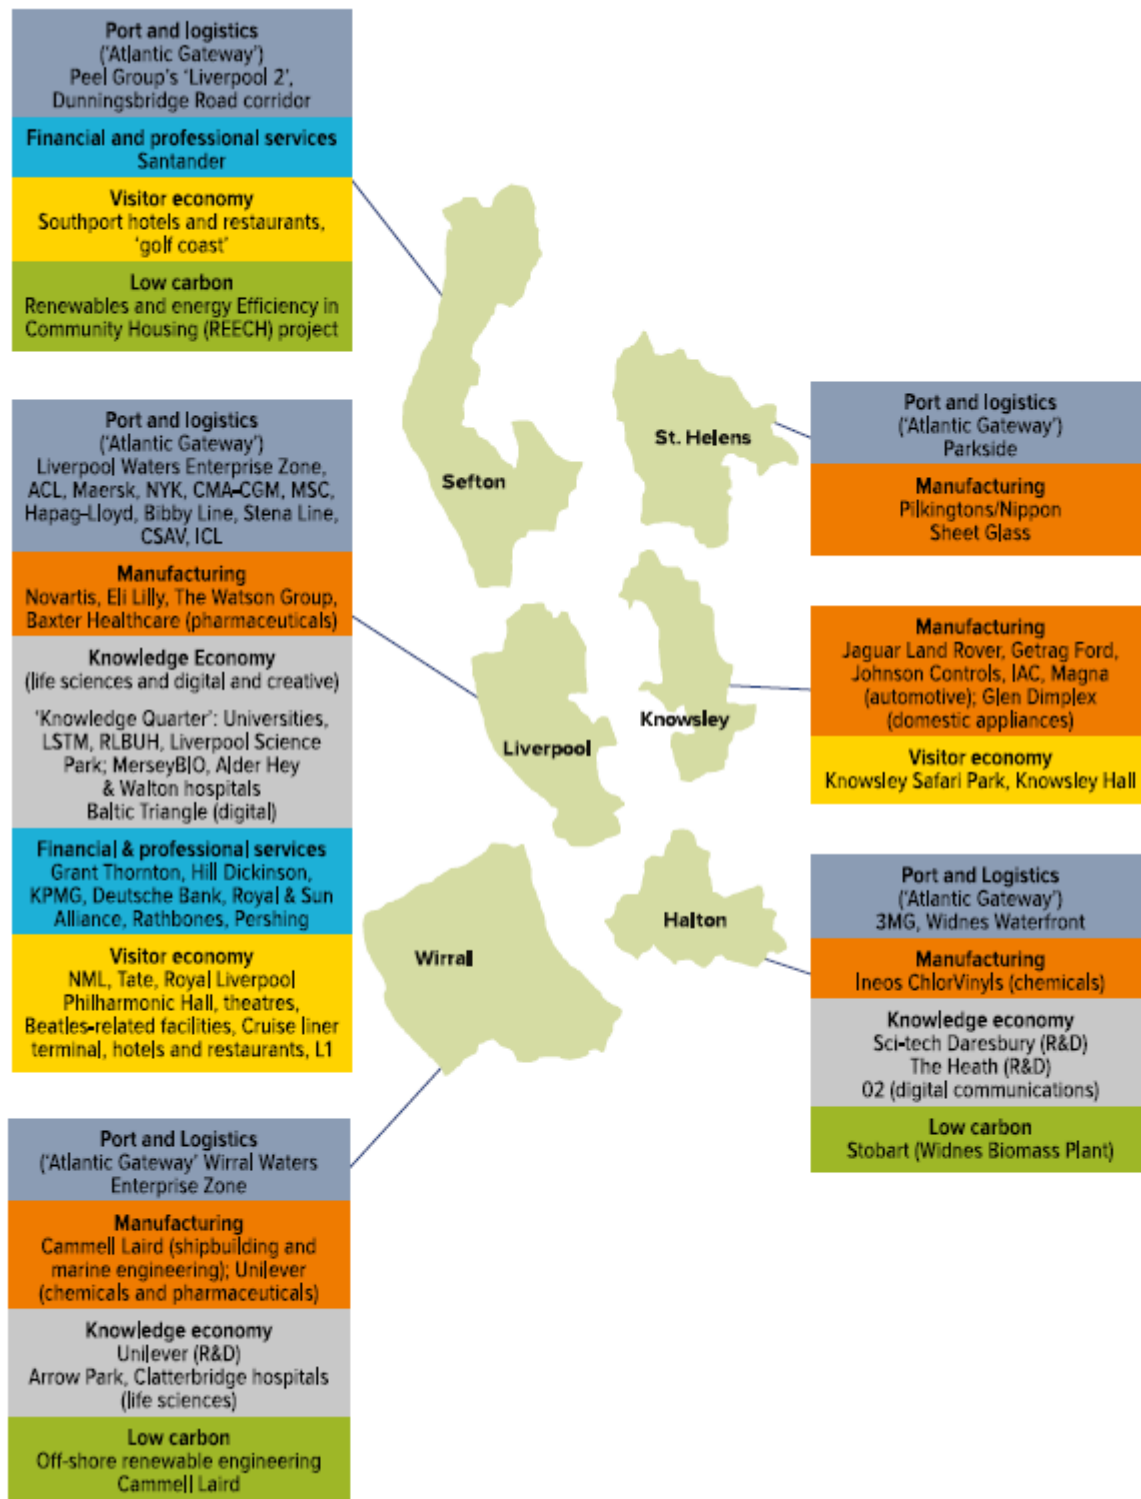 Port and logistics
('Atlantic Gateway')
Peel Group's 'Liverpool 2',
Dunningsbridge Road corridor
Financial and professional services
Santander
Visitor economy
Southport hotels and restaurants,
'golf coast'
Low carbon
Renewables and energy Efficiency in
Community Housing (REECH) project
Port and logistics
('Atlantic Gateway')
Liverpool Waters Enterprise Zone,
ACL, Maersk, NYK, CMA-CGM, MSC,
Hapag-Lloyd, Bibby Line, Stena Line,
CSAV, ICL
Manufacturing
Novartis, Eli Lilly, The Watson Group,
Baxter Healthcare (pharmaceuticals)
Knowledge Economy
(life sciences and digital and creative)
'Knowledge Quarter': Universities,
LSTM, RLBUH, Liverpool Science
Park; MerseyBIO, Alder Hey
& Walton hospitals
Baltic Triangle (digital)
Financial & professional services
Grant Thornton, Hill Dickinson,
KPMG, Deutsche Bank, Royal & Sun
Alliance, Rathbones, Pershing
Visitor economy
NML, Tate, Royal Liverpool
Philharmonic Hall, theatres,
Beatles-related facilities, Cruise liner
terminal, hotels and restaurants, L1
Port and Logistics
('Atlantic Gateway' Wirral Waters
Enterprise Zone
Manufacturing
Cammell Laird (shipbuilding and
marine engineering); Unilever
(chemicals and pharmaceuticals)
Knowledge economy
Unilever (R&D)
Arrow Park, Clatterbridge hospitals
(life sciences)
Low carbon
Off-shore renewable engineering
Cammell Laird
Sefton
St. Helens
Liverpool
Knowsley
Wirral
Halton
Port and logistics
('Atlantic Gateway')
Parkside
Manufacturing
Pilkingtons/Nippon
Sheet Glass
Manufacturing
Jaguar Land Rover, Getrag Ford,
Johnson Controls, IAC, Magna
(automotive); Glen Dimplex
(domestic appliances)
Visitor economy
Knowsley Safari Park, Knowsley Hall
Port and Logistics
('Atlantic Gateway')
3MG, Widnes Waterfront
Manufacturing
Ineos ChlorVinyls (chemicals)
Knowledge economy
Sci-tech Daresbury (R&D)
The Heath (R&D)
02 (digital communications)
Low carbon
Stobart (Widnes Biomass Plant)